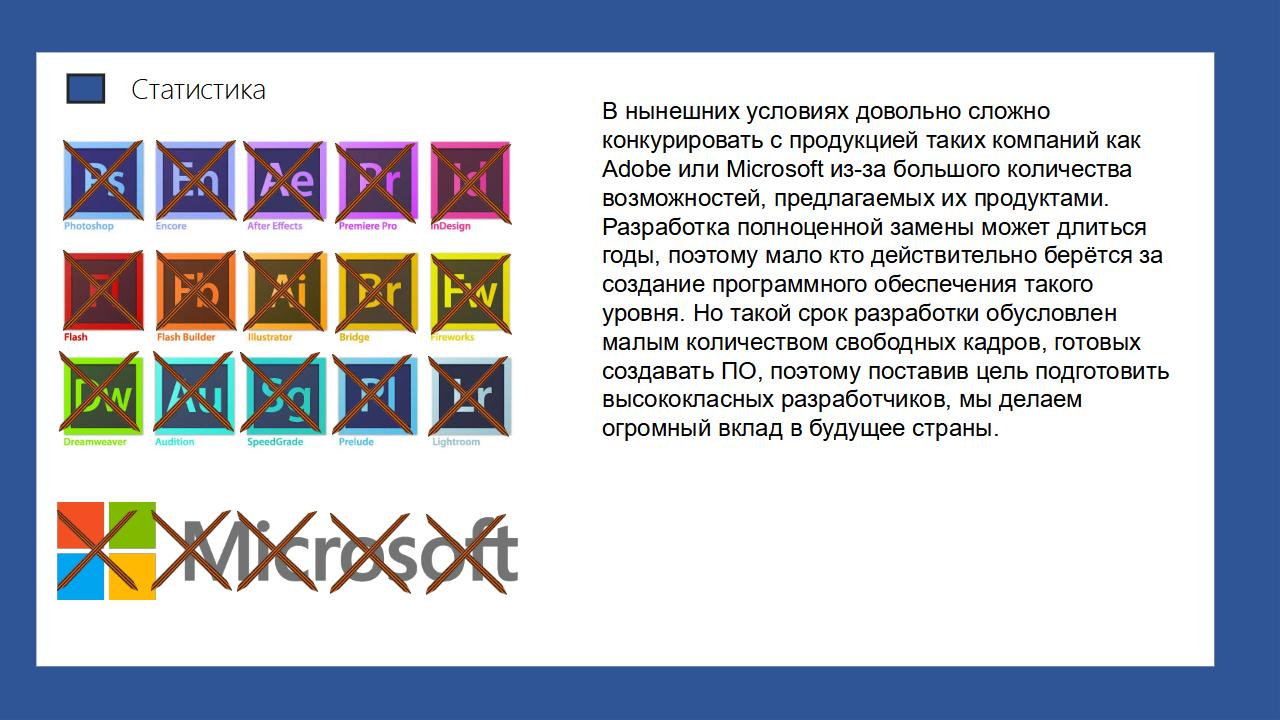 Статистика
В нынешних условиях довольно сложно
конкурировать с продукцией таких компаний как
Adobe или Microsoft из-за большого количества
возможностей, предлагаемых их продуктами.
Разработка полноценной замены может длиться
годы, поэтому мало кто действительно берётся за
создание программного обеспечения такого
уровня. Но такой срок разработки обусловлен
малым количеством свободных кадров, готовых
создавать ПО, поэтому поставив цель подготовить
высококлассных разработчиков, мы делаем
огромный вклад в будущее страны.
Ps En Ae Pr Id
Photoshop Encore After Effects Premiere Pro InDesign
Fl Fb Ai Br Fw
Flash Flash Builder Illustrator Bridge Fireworks
Dw Au Sg Pl Lr
Dreamweaver Audition SpeedGrade Prelude Lightroom
Microsoft